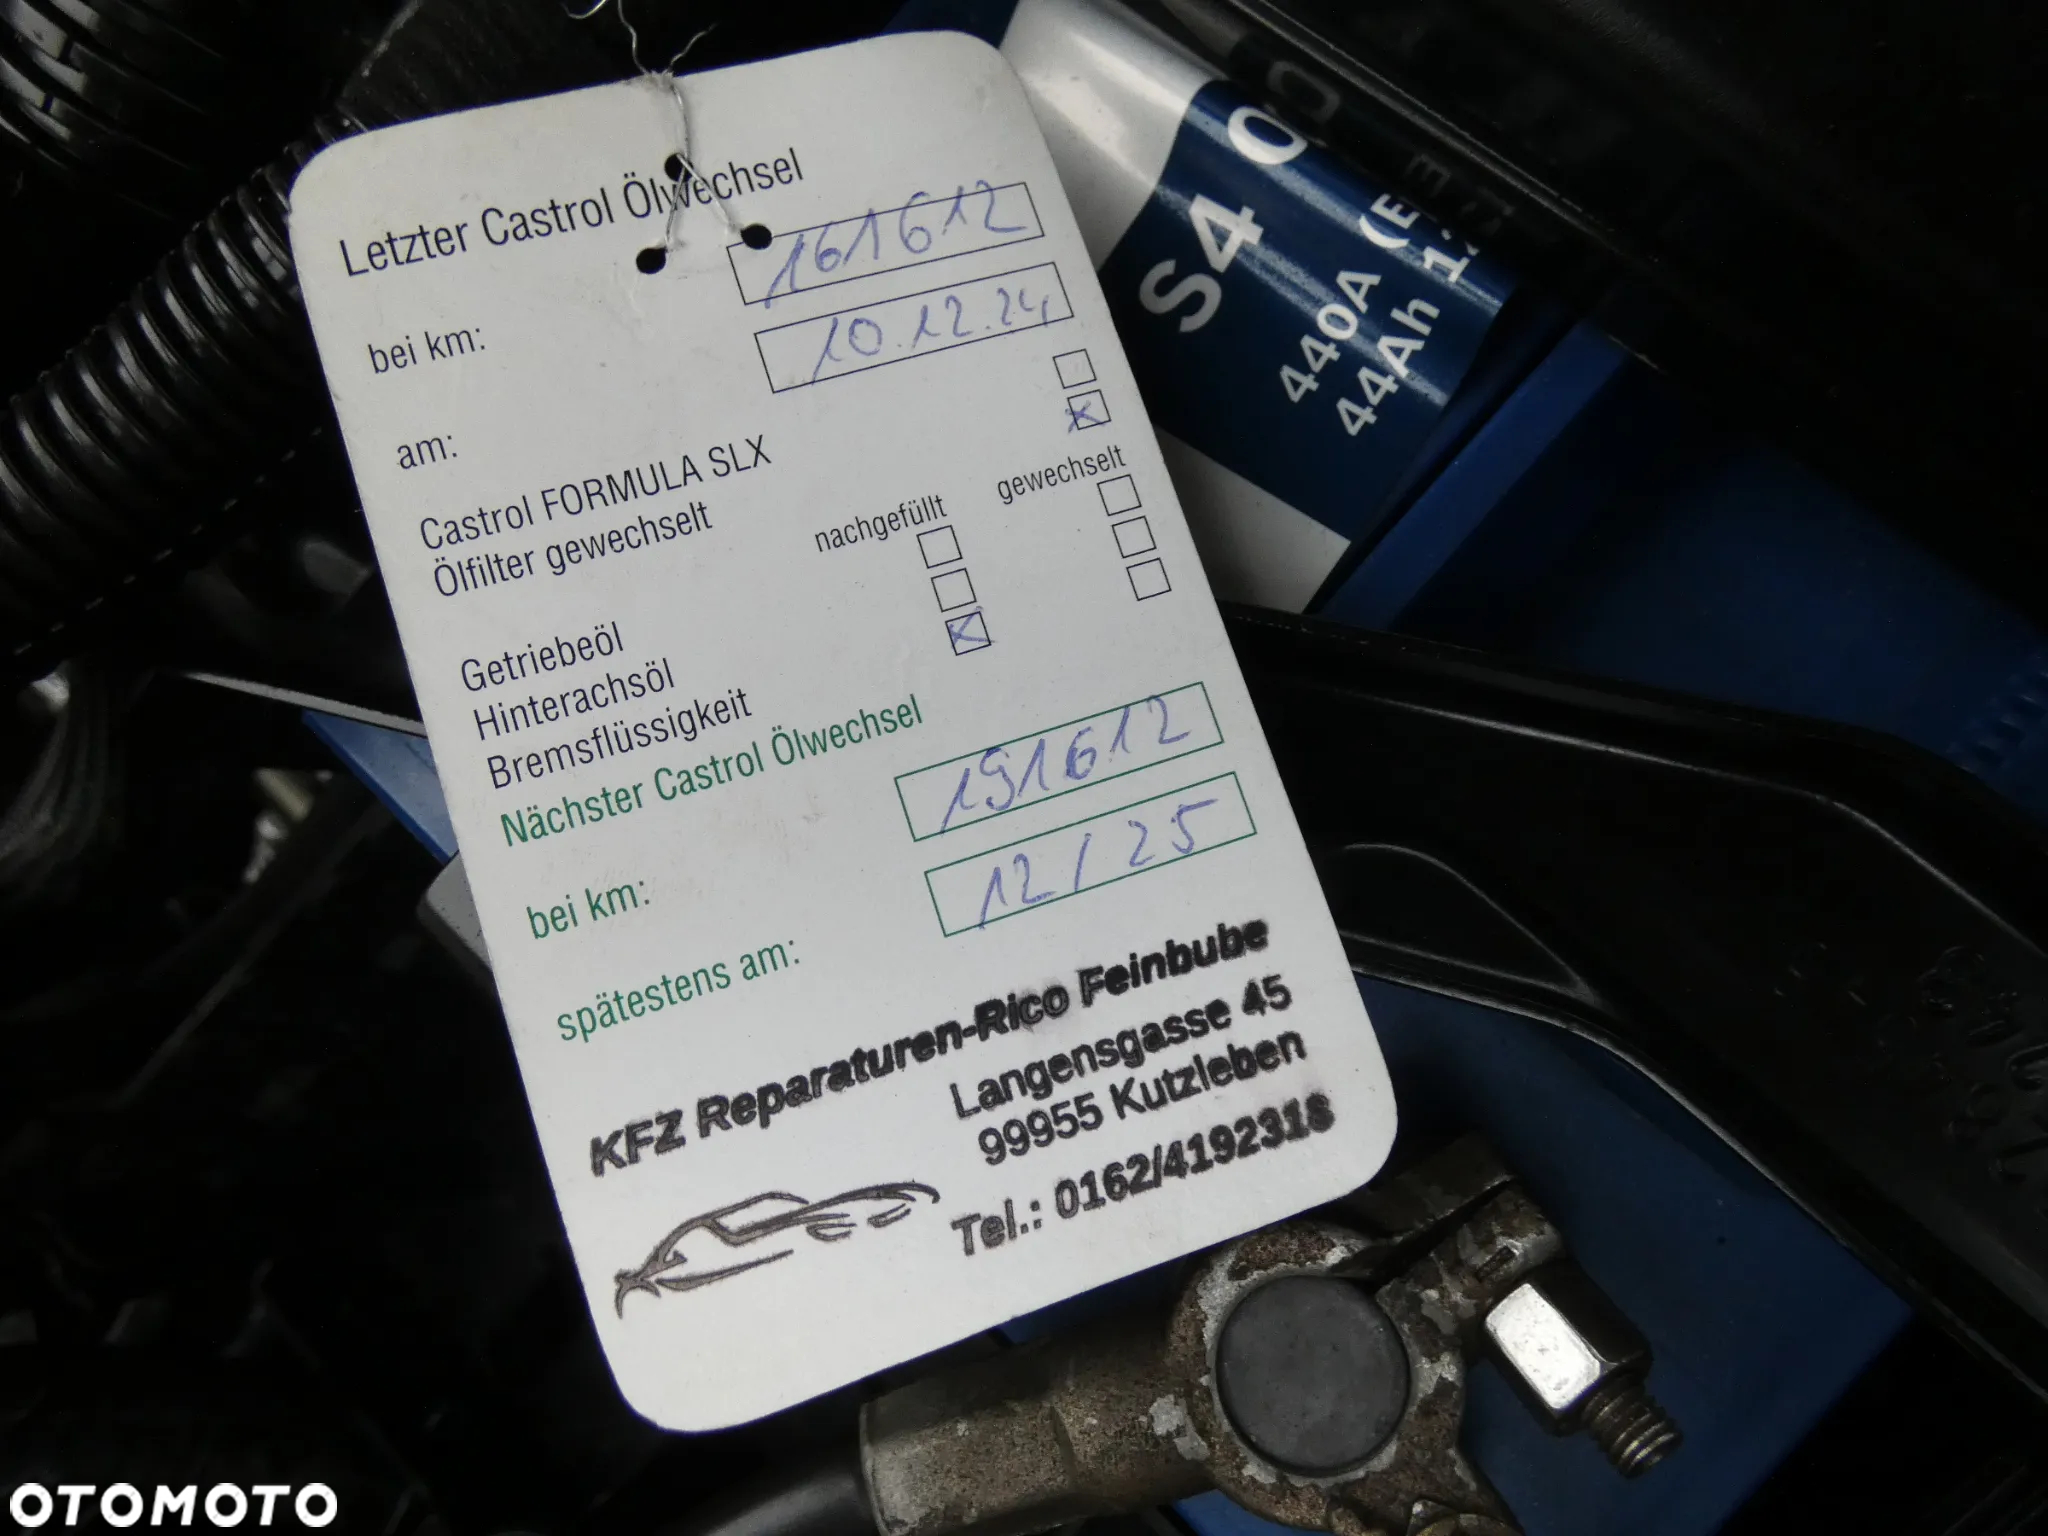 Letzter Castrol Ölwechsel
bei km: 161612
am: 10.12.24
Castrol FORMULA SLX
Ölfilter gewechselt
nachgefüllt gewechselt
Getriebeöl
Hinterachsöl
Bremsflüssigkeit
Nächster Castrol Ölwechsel
bei km: 191612
spätestens am: 12/25
KFZ Reparaturen-Rico Feinbube
Langensgasse 45
99955 Kutzleben
Tel.: 0162/4192318
S4 0
440A (E
44Ah 12
OTOMOTO